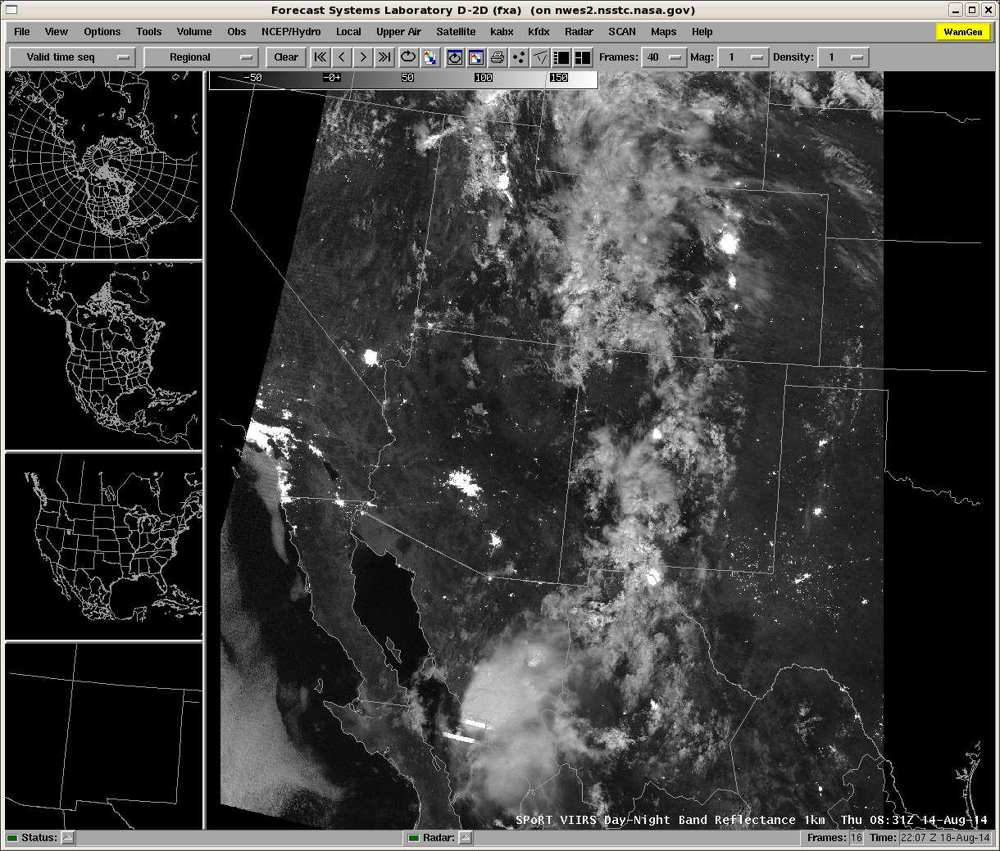 Forecast Systems Laboratory D-2D (fxa) (on nwes2.nsstc.nasa.gov)
File View Options Tools Volume Obs NCEP/Hydro Local Upper Air Satellite kabx kfdx Radar SCAN Maps Help WarnGen
Valid time seq Regional Clear Frames: 40 Mag: 1 Density: 1
-50 -0+ 50 100 150
SPoRT VIIRS Day-Night Band Reflectance 1km Thu 08:31Z 14-Aug-14
Status: Radar: Frames: 16 Time: 22:07 Z 18-Aug-14